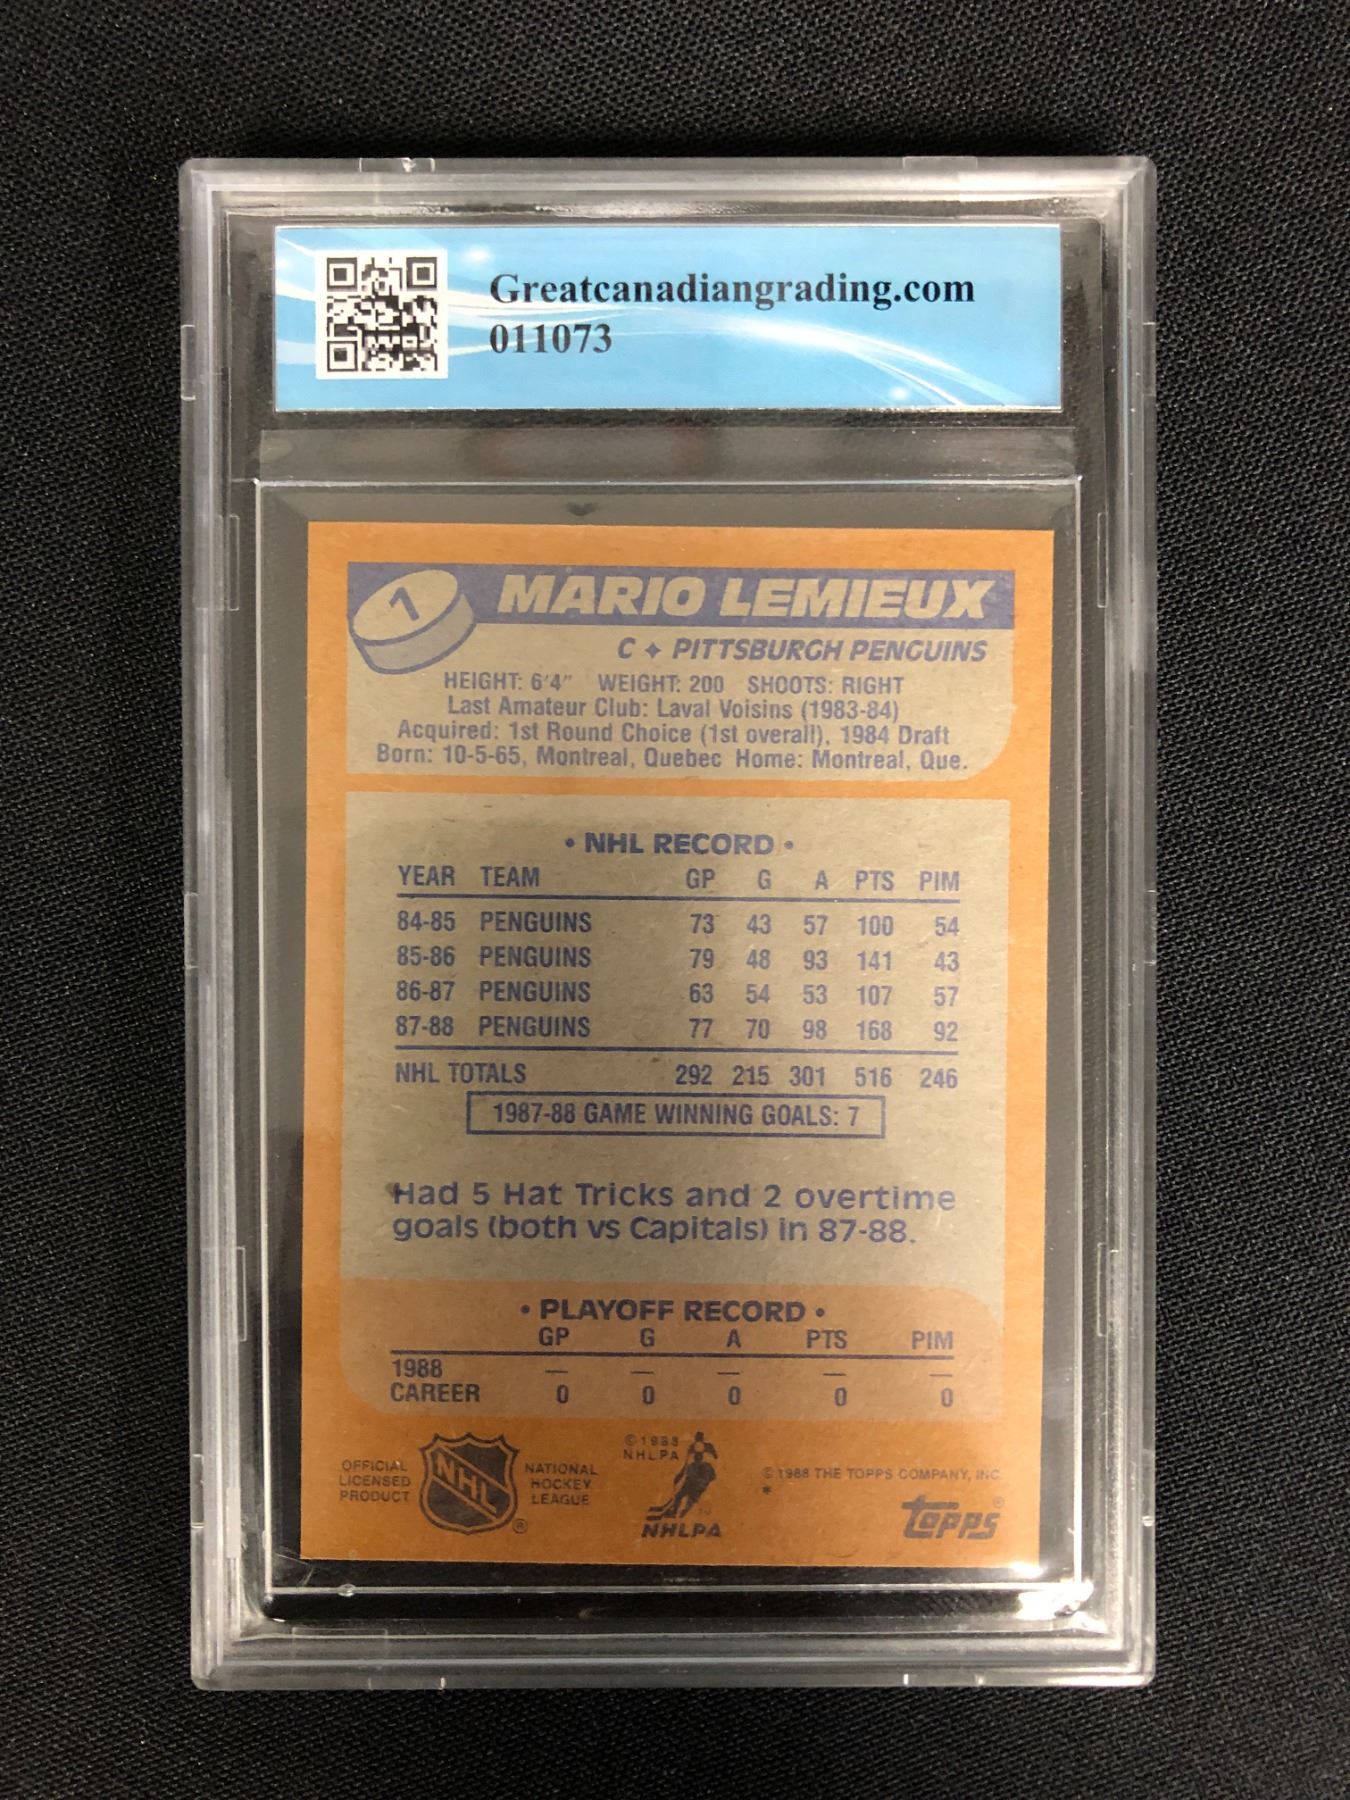 Greatcanadiangrading.com
011073
1
MARIO LEMIEUX
C ✦ PITTSBURGH PENGUINS
HEIGHT: 6'4" WEIGHT: 200 SHOOTS: RIGHT
Last Amateur Club: Laval Voisins (1983-84)
Acquired: 1st Round Choice (1st overall), 1984 Draft
Born: 10-5-65, Montreal, Quebec Home: Montreal, Que.
• NHL RECORD •
YEAR TEAM GP G A PTS PIM
84-85 PENGUINS 73 43 57 100 54
85-86 PENGUINS 79 48 93 141 43
86-87 PENGUINS 63 54 53 107 57
87-88 PENGUINS 77 70 98 168 92
NHL TOTALS 292 215 301 516 246
1987-88 GAME WINNING GOALS: 7
Had 5 Hat Tricks and 2 overtime
goals (both vs Capitals) in 87-88.
• PLAYOFF RECORD •
GP G A PTS PIM
1988 — — — — —
CAREER 0 0 0 0 0
OFFICIAL
LICENSED
PRODUCT
NHL
®
NATIONAL
HOCKEY
LEAGUE
©1988
NHLPA
™
NHLPA
© 1988 THE TOPPS COMPANY, INC.
*
topps®